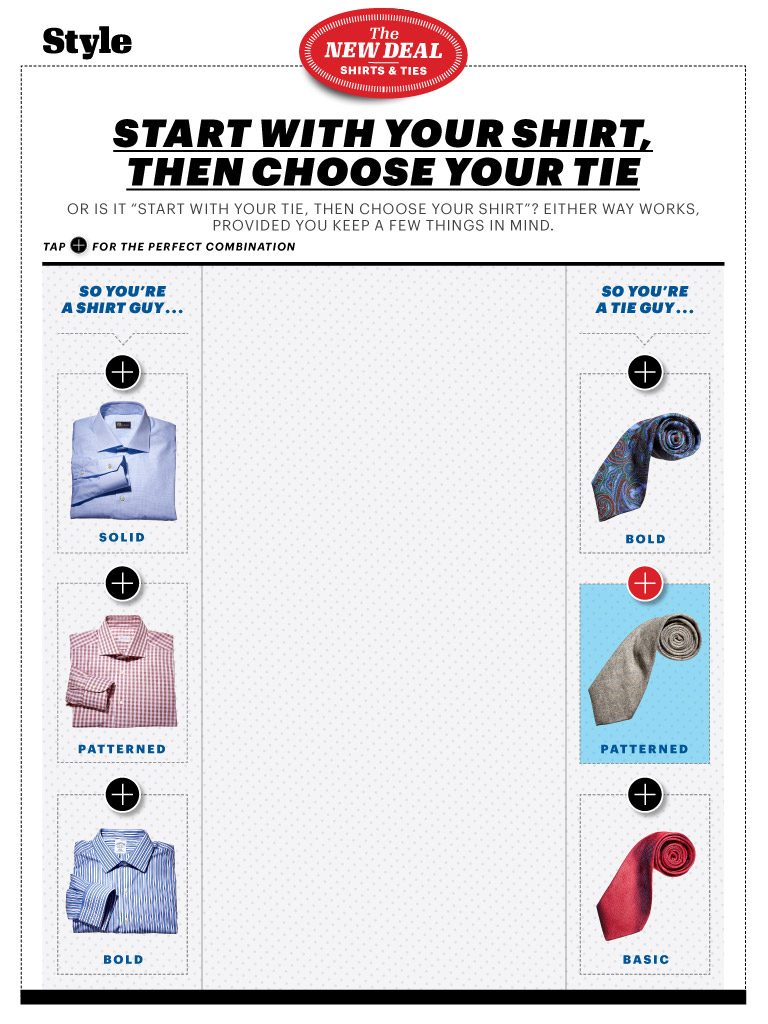 Style
The
NEW DEAL
SHIRTS & TIES
START WITH YOUR SHIRT,
THEN CHOOSE YOUR TIE
OR IS IT “START WITH YOUR TIE, THEN CHOOSE YOUR SHIRT”? EITHER WAY WORKS,
PROVIDED YOU KEEP A FEW THINGS IN MIND.
TAP + FOR THE PERFECT COMBINATION
SO YOU’RE
A SHIRT GUY...
SOLID
PATTERNED
BOLD
SO YOU’RE
A TIE GUY...
BOLD
PATTERNED
BASIC